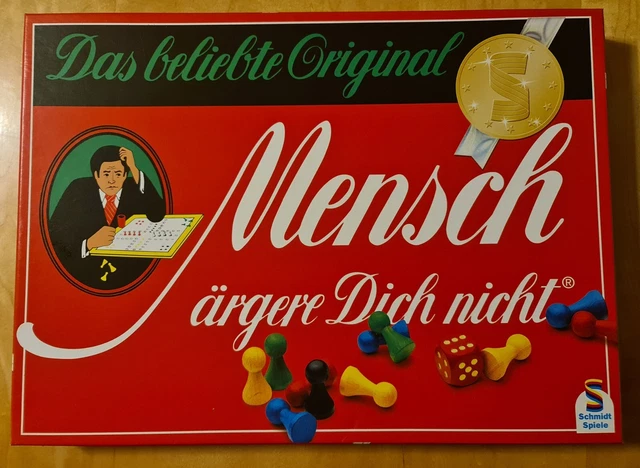 Das beliebte Original
S
Mensch
ärgere Dich nicht®
Schmidt
Spiele